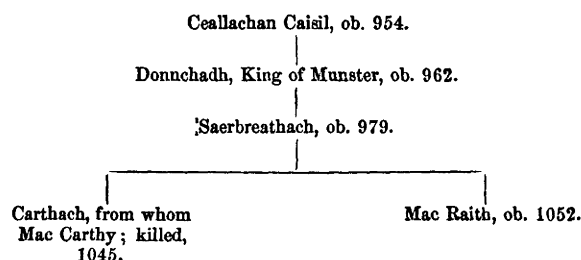 Ceallachan Caisil, ob. 954.
Donnchadh, King of Munster, ob. 962.
Saerbreathach, ob. 979.
Carthach, from whom
Mac Carthy; killed,
1045.
Mac Raith, ob. 1052.